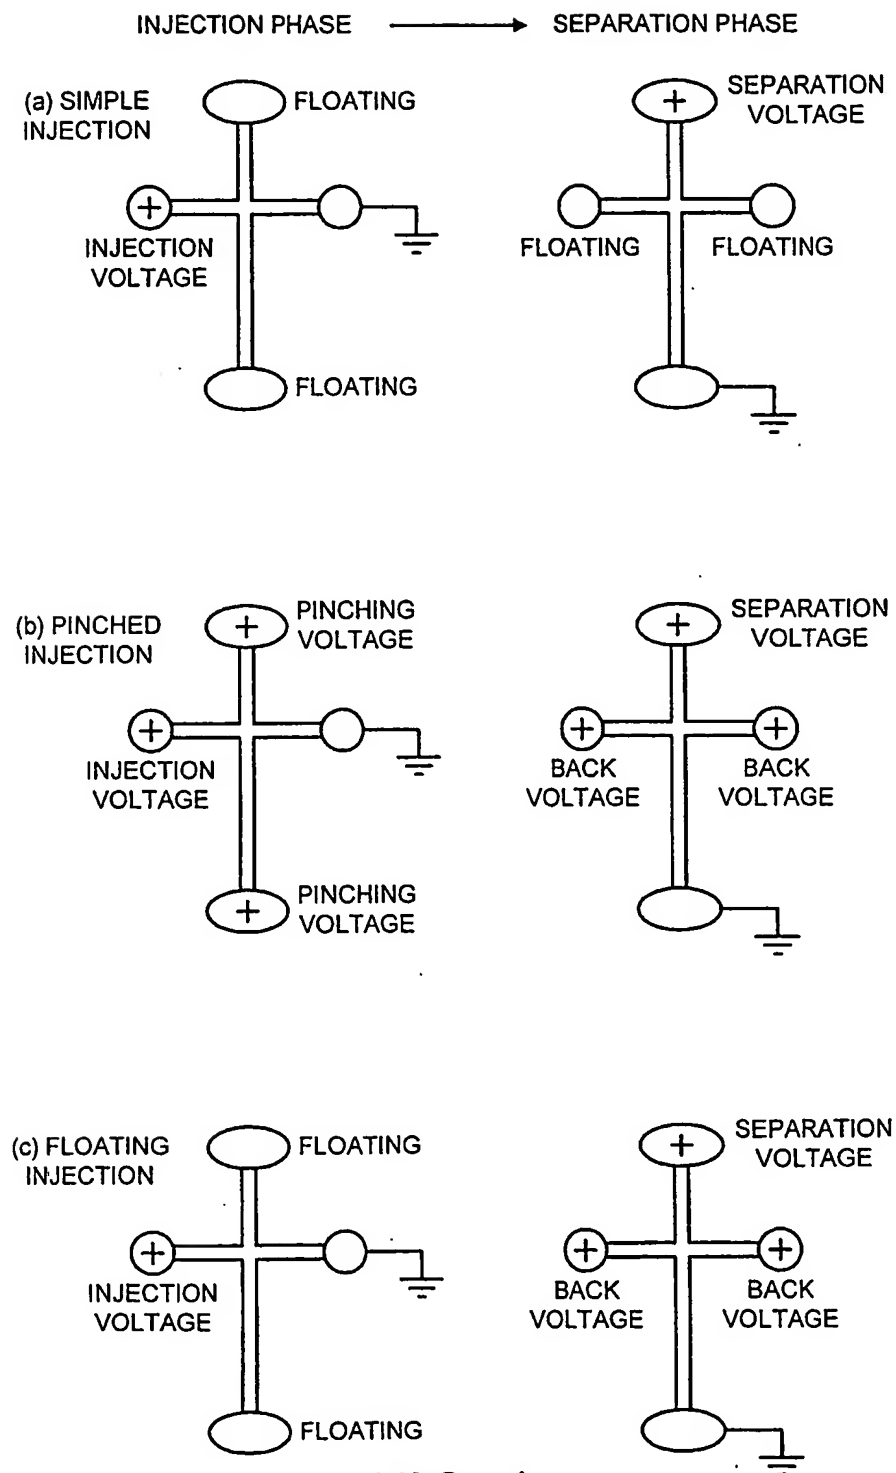 INJECTION PHASE SEPARATION PHASE
(a) SIMPLE
INJECTION
FLOATING
+
INJECTION
VOLTAGE
FLOATING
+
SEPARATION
VOLTAGE
FLOATING
FLOATING
(b) PINCHED
INJECTION
+
PINCHING
VOLTAGE
+
INJECTION
VOLTAGE
+
PINCHING
VOLTAGE
+
SEPARATION
VOLTAGE
+
BACK
VOLTAGE
+
BACK
VOLTAGE
(c) FLOATING
INJECTION
FLOATING
+
INJECTION
VOLTAGE
FLOATING
+
SEPARATION
VOLTAGE
+
BACK
VOLTAGE
+
BACK
VOLTAGE